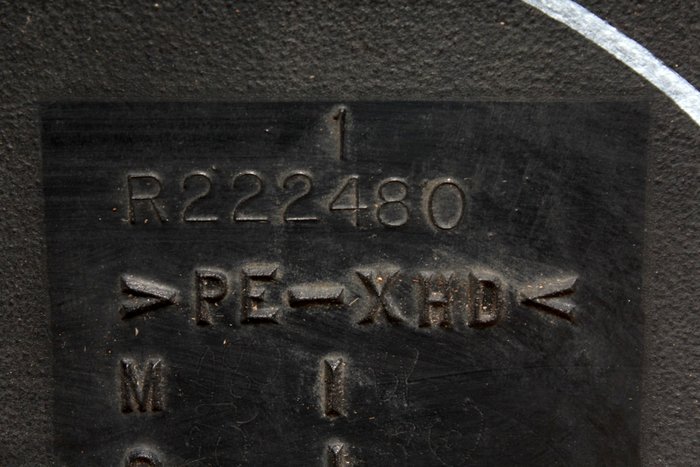 1
R222480
>PE-XHD<
M I